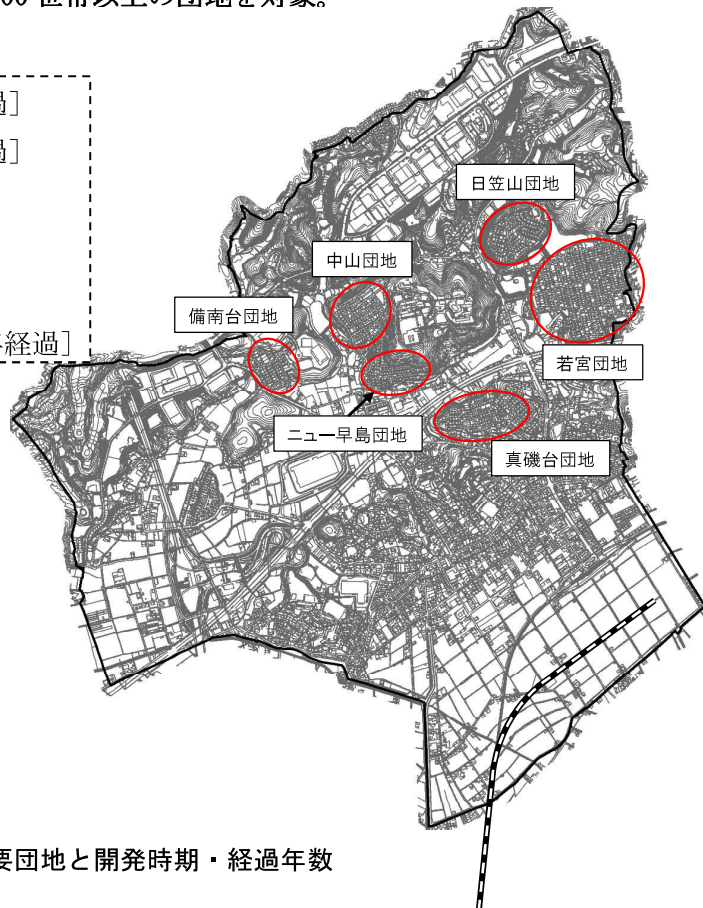 00 世帯以上の団地を対象。
過］
過］
経過］
日笠山団地
中山団地
備南台団地
若宮団地
ニュー早島団地
真磯台団地
要団地と開発時期・経過年数